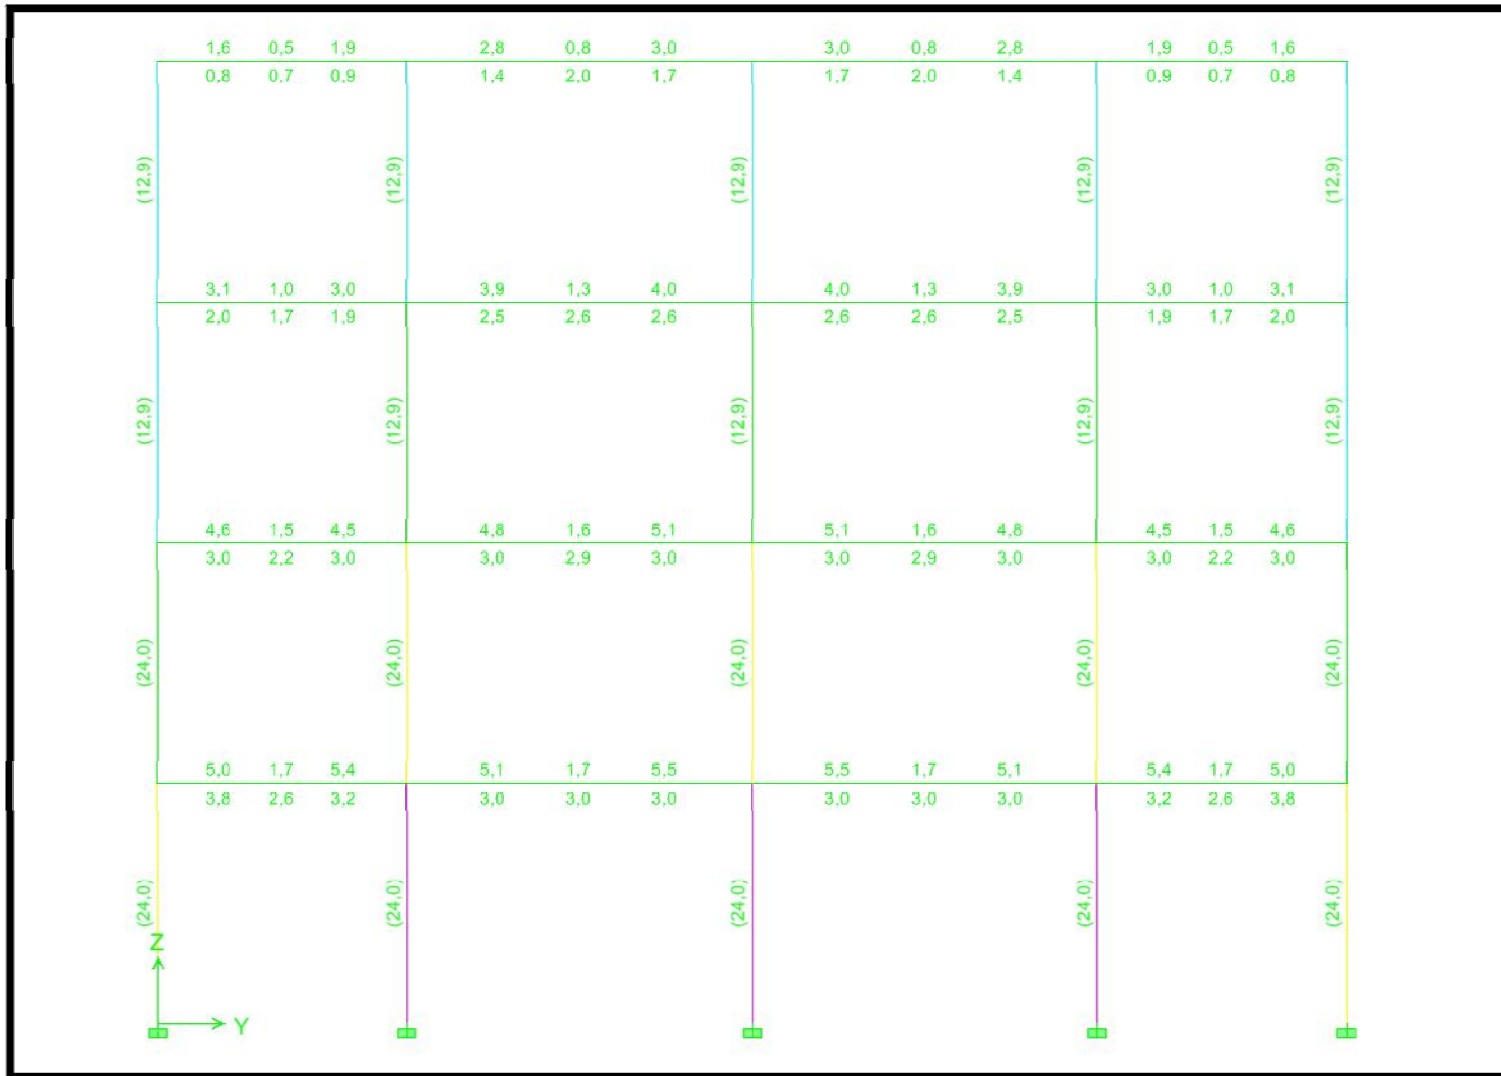 1,6 0,5 1,9 2,8 0,8 3,0 3,0 0,8 2,8 1,9 0,5 1,6
0,8 0,7 0,9 1,4 2,0 1,7 1,7 2,0 1,4 0,9 0,7 0,8
(12,9) (12,9) (12,9) (12,9) (12,9)
3,1 1,0 3,0 3,9 1,3 4,0 4,0 1,3 3,9 3,0 1,0 3,1
2,0 1,7 1,9 2,5 2,6 2,6 2,6 2,6 2,5 1,9 1,7 2,0
(12,9) (12,9) (12,9) (12,9) (12,9)
4,6 1,5 4,5 4,8 1,6 5,1 5,1 1,6 4,8 4,5 1,5 4,6
3,0 2,2 3,0 3,0 2,9 3,0 3,0 2,9 3,0 3,0 2,2 3,0
(24,0) (24,0) (24,0) (24,0) (24,0)
5,0 1,7 5,4 5,1 1,7 5,5 5,5 1,7 5,1 5,4 1,7 5,0
3,8 2,6 3,2 3,0 3,0 3,0 3,0 3,0 3,0 3,2 2,6 3,8
(24,0) (24,0) (24,0) (24,0) (24,0)
Z
Y